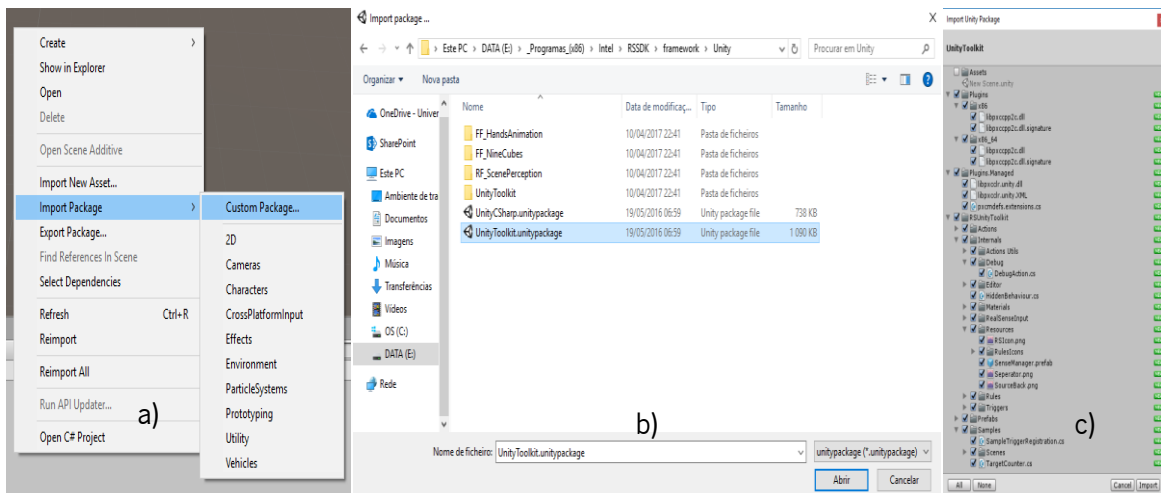 Create
Show in Explorer
Open
Delete
Open Scene Additive
Import New Asset...
Import Package
Export Package...
Find References In Scene
Select Dependencies
Refresh Ctrl+R
Reimport
Reimport All
Run API Updater...
Open C# Project
a)
Custom Package...
2D
Cameras
Characters
CrossPlatformInput
Effects
Environment
ParticleSystems
Prototyping
Utility
Vehicles
Import package ... X
Este PC > DATA (E:) > _Programas_(x86) > Intel > RSSDK > framework > Unity
Procurar em Unity
Organizar Nova pasta
OneDrive - Univer
SharePoint
Este PC
Ambiente de tra
Documentos
Imagens
Música
Transferências
Vídeos
OS (C:)
DATA (E:)
Rede
Nome Data de modificaç... Tipo Tamanho
FF_HandsAnimation 10/04/2017 22:41 Pasta de ficheiros
FF_NineCubes 10/04/2017 22:41 Pasta de ficheiros
RF_ScenePerception 10/04/2017 22:41 Pasta de ficheiros
UnityToolkit 10/04/2017 22:41 Pasta de ficheiros
UnityCSharp.unitypackage 19/05/2016 06:59 Unity package file 738 KB
UnityToolkit.unitypackage 19/05/2016 06:59 Unity package file 1 090 KB
b)
Nome de ficheiro: UnityToolkit.unitypackage unitypackage (*.unitypackage)
Abrir Cancelar
Import Unity Package
UnityToolkit
Assets
New Scene.unity
Plugins
x86
libpxccpp2c.dll
libpxccpp2c.dll.signature
x86_64
libpxccpp2c.dll
libpxccpp2c.dll.signature
Plugins.Managed
libpxcclr.unity.dll
libpxcclr.unity.XML
pxcmdefs.extensions.cs
RSUnityToolkit
Actions
Internals
Actions Utils
Debug
DebugAction.cs
Editor
HiddenBehaviour.cs
Materials
RealSenseInput
Resources
RSIcon.png
RulesIcons
SenseManager.prefab
Seperator.png
SourceBack.png
Rules
Triggers
Prefabs
Samples
SampleTriggerRegistration.cs
Scenes
TargetCounter.cs
c)
All None Cancel Import